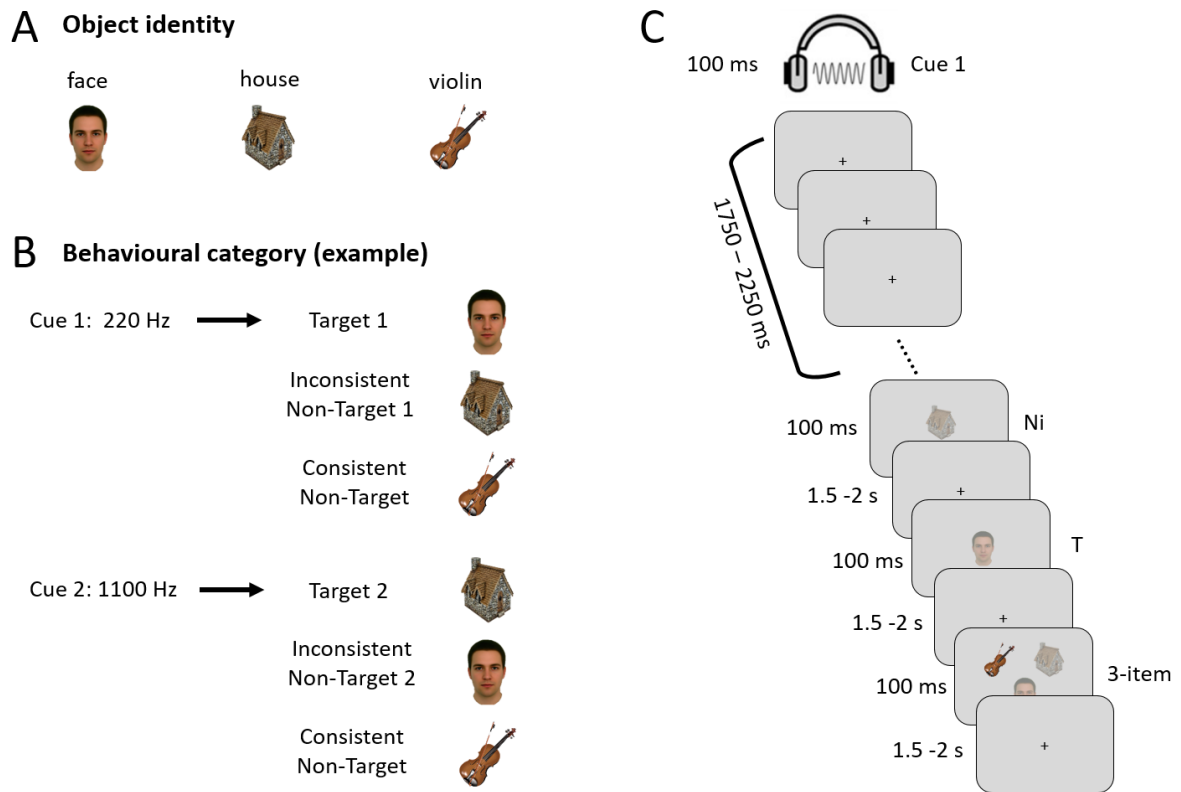 A Object identity
face
house
violin
B Behavioural category (example)
Cue 1: 220 Hz
Target 1
Inconsistent
Non-Target 1
Consistent
Non-Target
Cue 2: 1100 Hz
Target 2
Inconsistent
Non-Target 2
Consistent
Non-Target
C
100 ms
Cue 1
1750 – 2250 ms
100 ms
Ni
1.5 -2 s
100 ms
T
1.5 -2 s
100 ms
3-item
1.5 -2 s